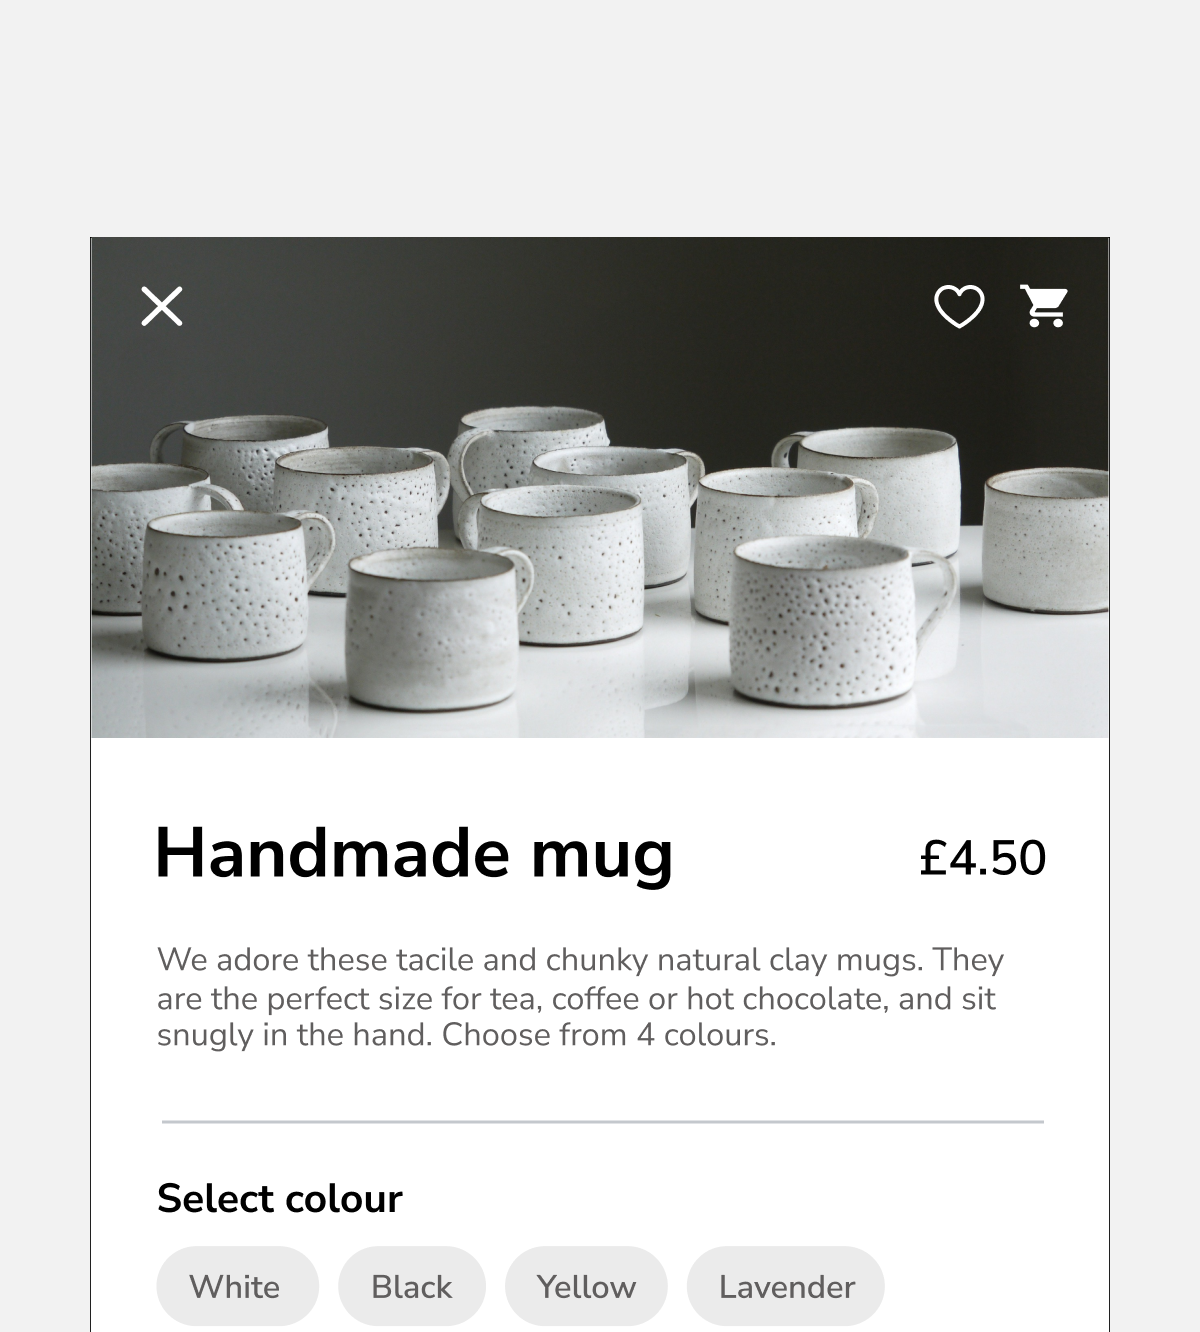 Handmade mug
£4.50
We adore these tacile and chunky natural clay mugs. They
are the perfect size for tea, coffee or hot chocolate, and sit
snugly in the hand. Choose from 4 colours.
Select colour
White Black Yellow Lavender